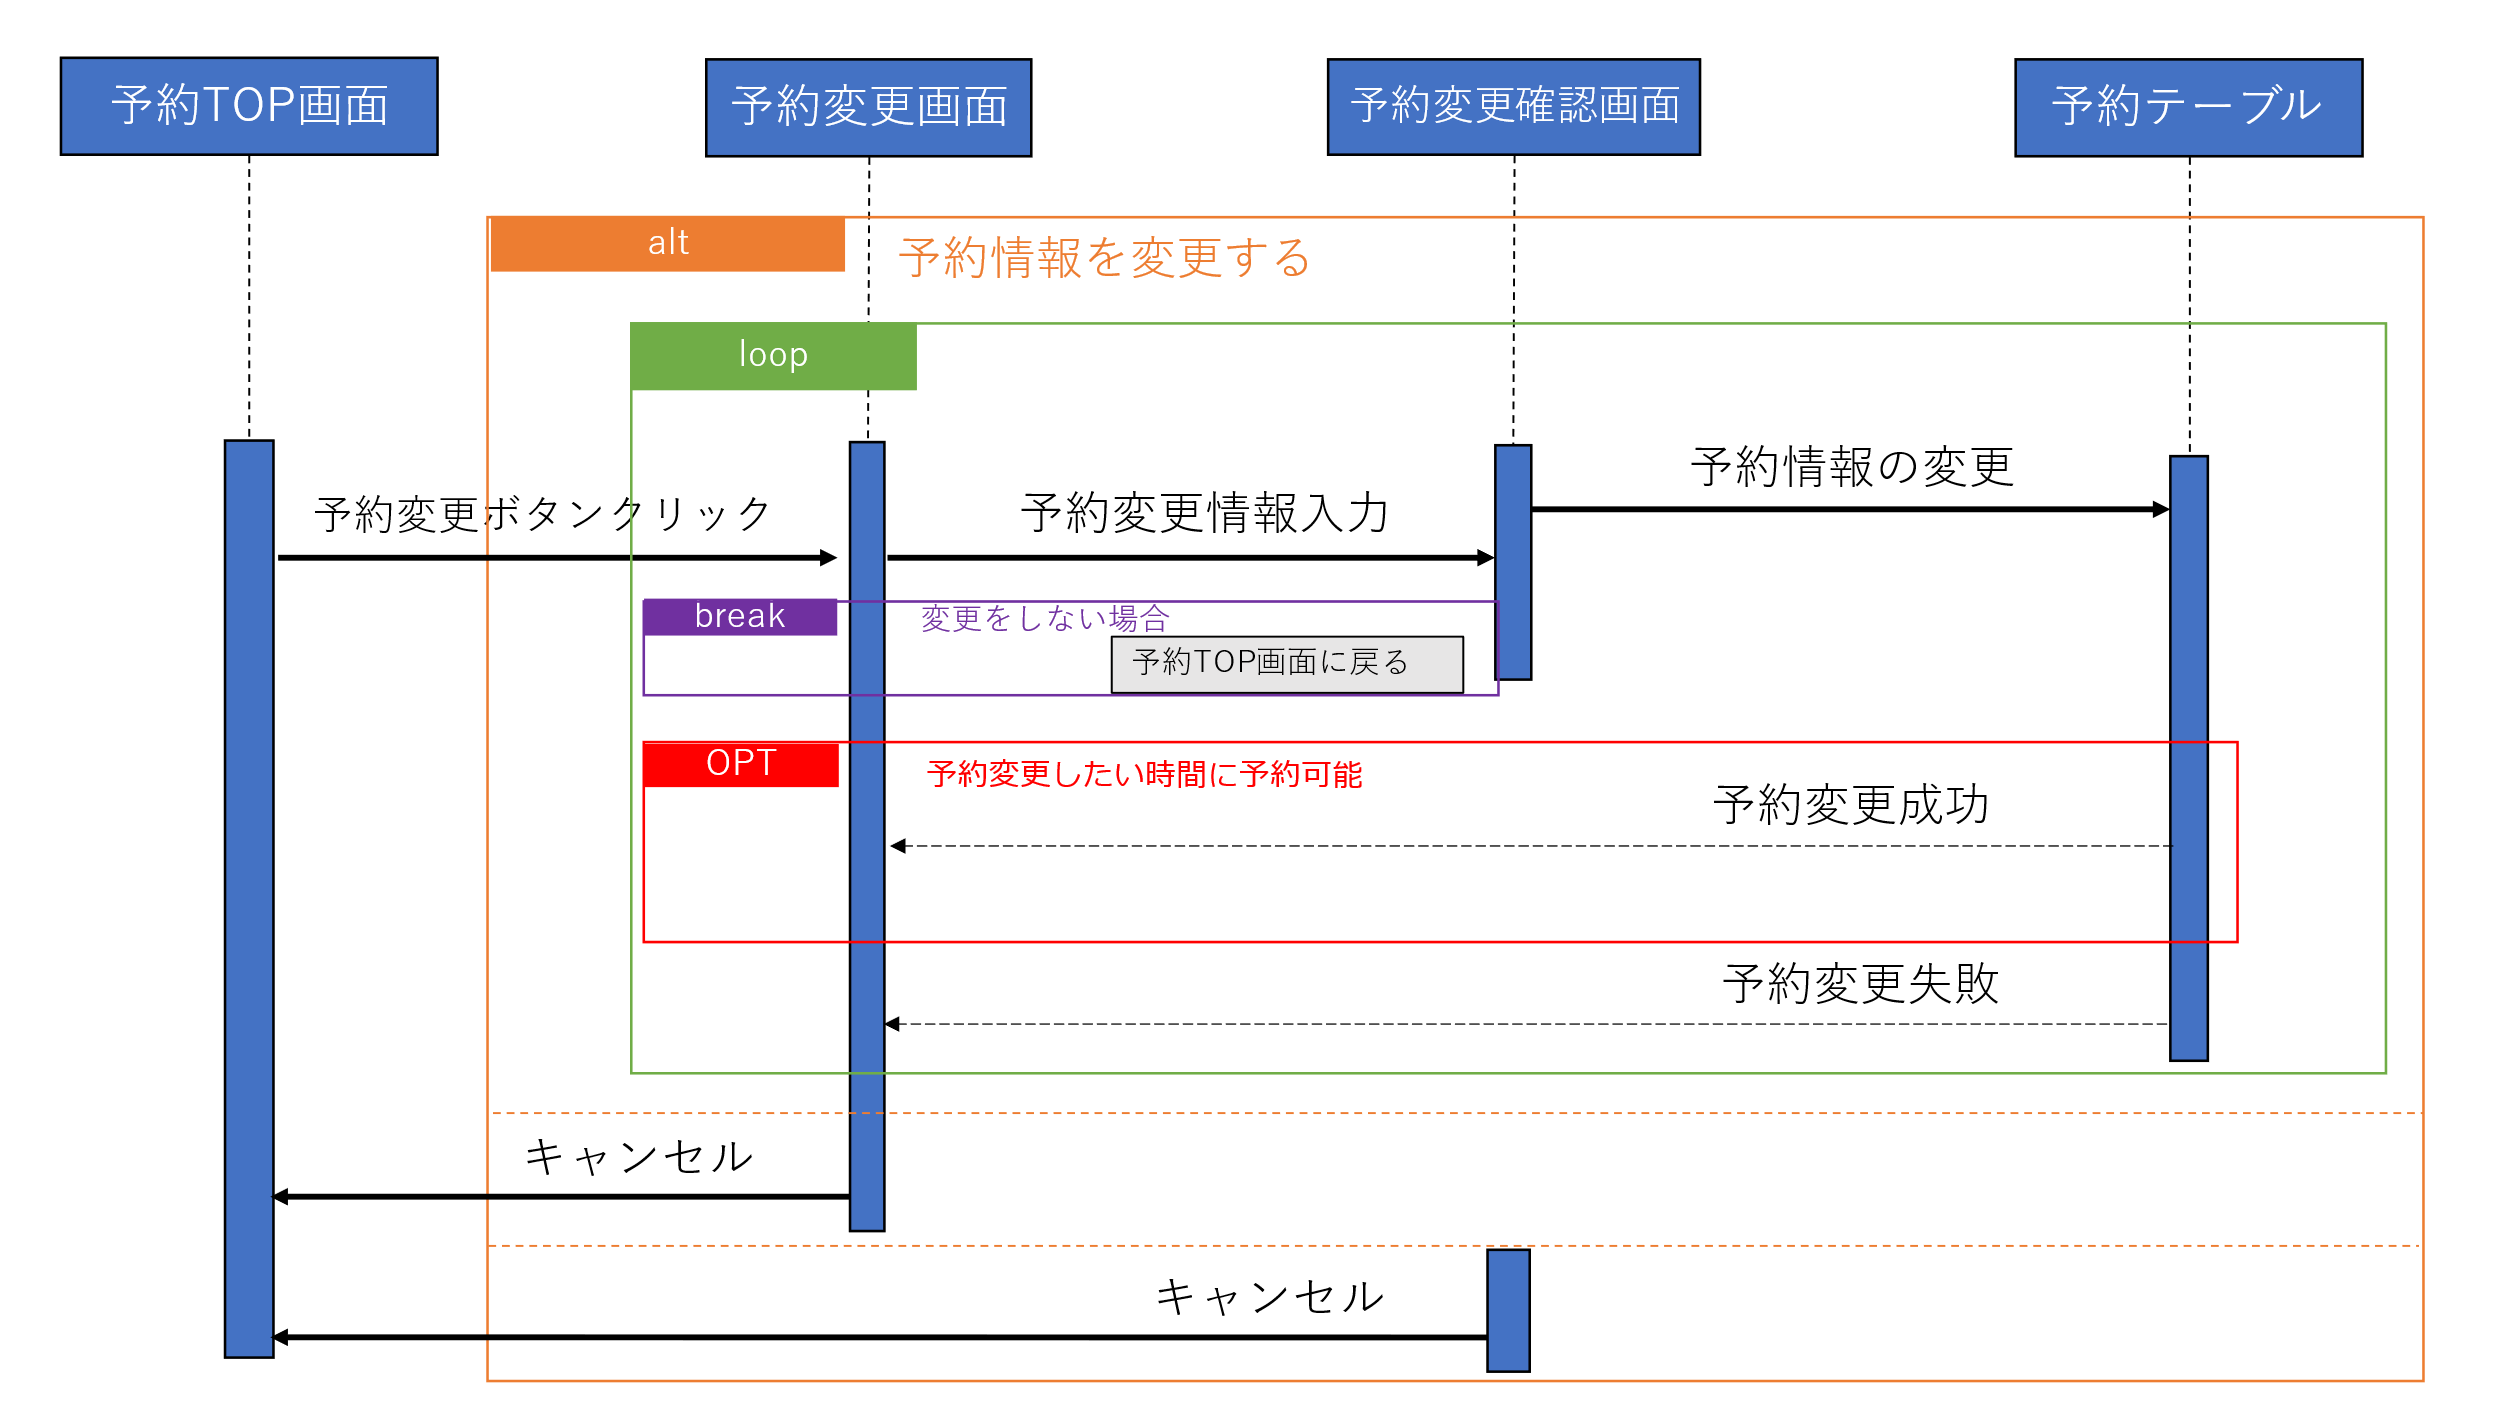 予約TOP画面
予約変更画面
予約変更確認画面
予約テーブル
alt
予約情報を変更する
loop
予約情報の変更
予約変更ボタンクリック
予約変更情報入力
break
変更をしない場合
予約TOP画面に戻る
OPT
予約変更したい時間に予約可能
予約変更成功
予約変更失敗
キャンセル
キャンセル